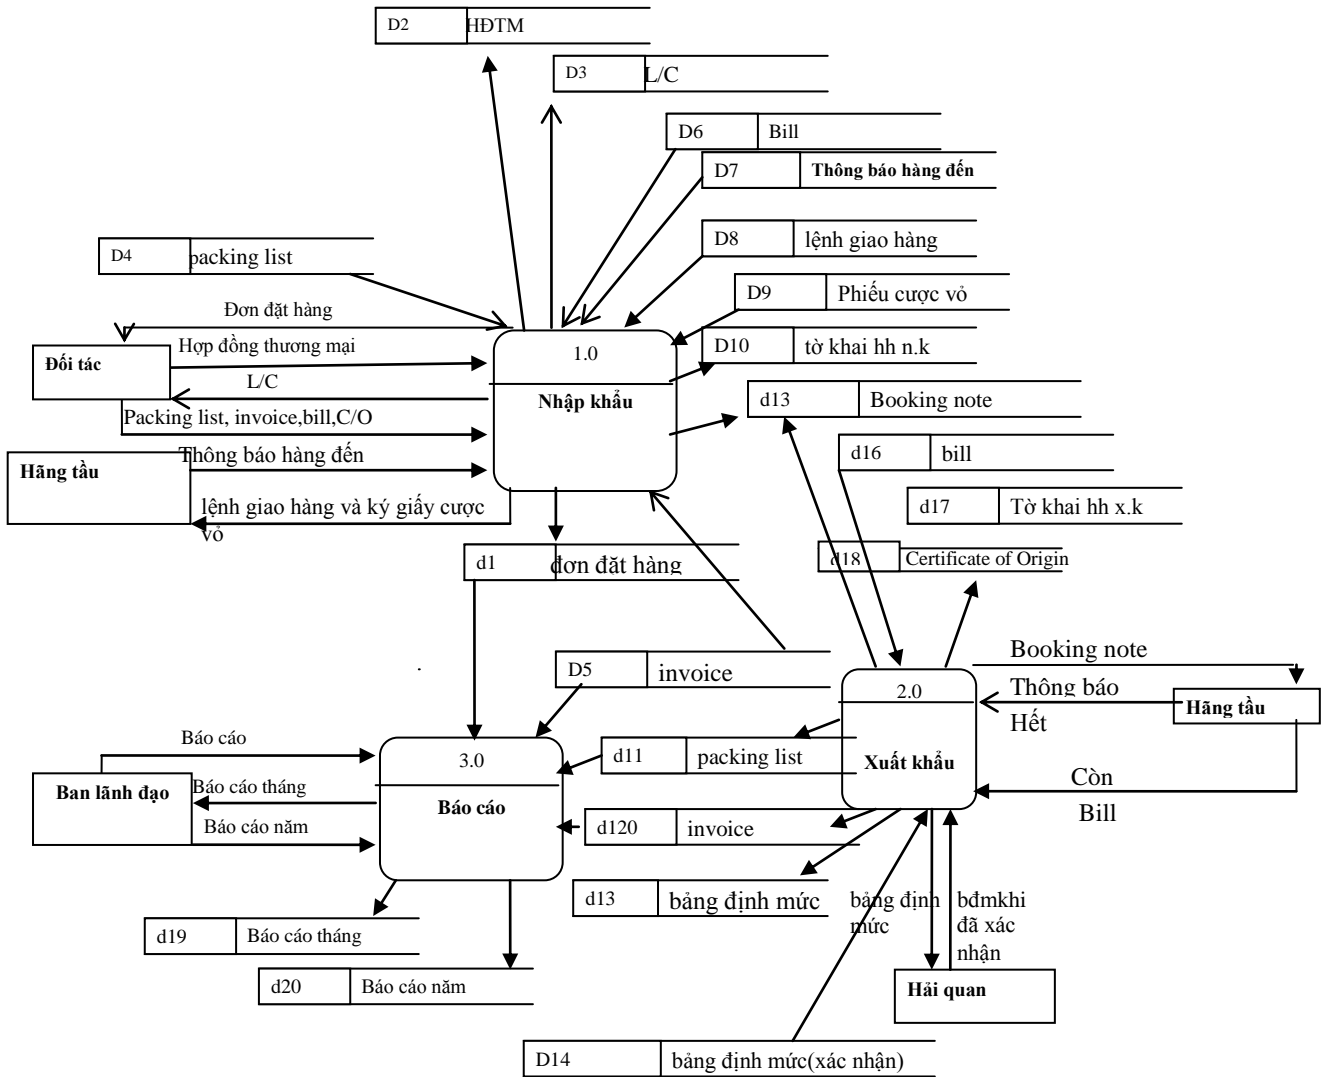 D2 HĐTM
D3 L/C
D6 Bill
D7 Thông báo hàng đến
D8 lệnh giao hàng
D4 packing list
D9 Phiếu cược vỏ
Đơn đặt hàng
D10 tờ khai hh n.k
1.0
Nhập khẩu
Đối tác
Hợp đồng thương mại
L/C
Packing list, invoice,bill,C/O
d13 Booking note
d16 bill
Hãng tầu
Thông báo hàng đến
lệnh giao hàng và ký giấy cược
vỏ
d17 Tờ khai hh x.k
d1 đơn đặt hàng
d18 Certificate of Origin
D5 invoice
Booking note
Thông báo
Hết
Hãng tầu
2.0
Xuất khẩu
Còn
Bill
Báo cáo
3.0
Báo cáo
d11 packing list
Ban lãnh đạo
Báo cáo tháng
Báo cáo năm
d120 invoice
d13 bảng định mức
bảng định
mức
bđmkhi
đã xác
nhận
d19 Báo cáo tháng
d20 Báo cáo năm
Hải quan
D14 bảng định mức(xác nhận)